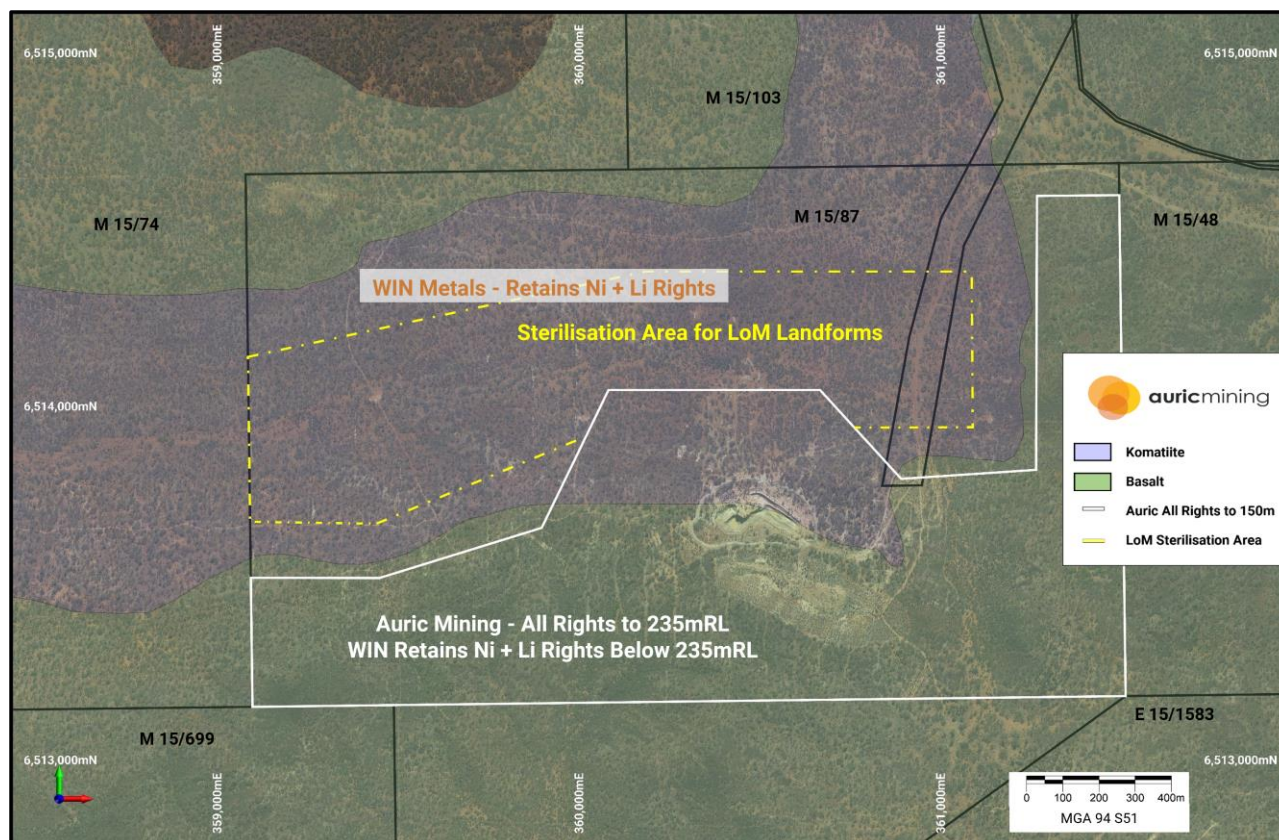 6,515,000mN
359,000mE
360,000mE
361,000mE
6,515,000mN
M 15/103
M 15/74
M 15/87
M 15/48
WIN Metals - Retains Ni + Li Rights
Sterilisation Area for LoM Landforms
6,514,000mN
auricmining
Komatiite
Basalt
Auric All Rights to 150m
LoM Sterilisation Area
Auric Mining - All Rights to 235mRL
WIN Retains Ni + Li Rights Below 235mRL
M 15/699
E 15/1583
6,513,000mN
359,000mE
360,000mE
361,000mE
6,513,000mN
0 100 200 300 400m
MGA 94 S51